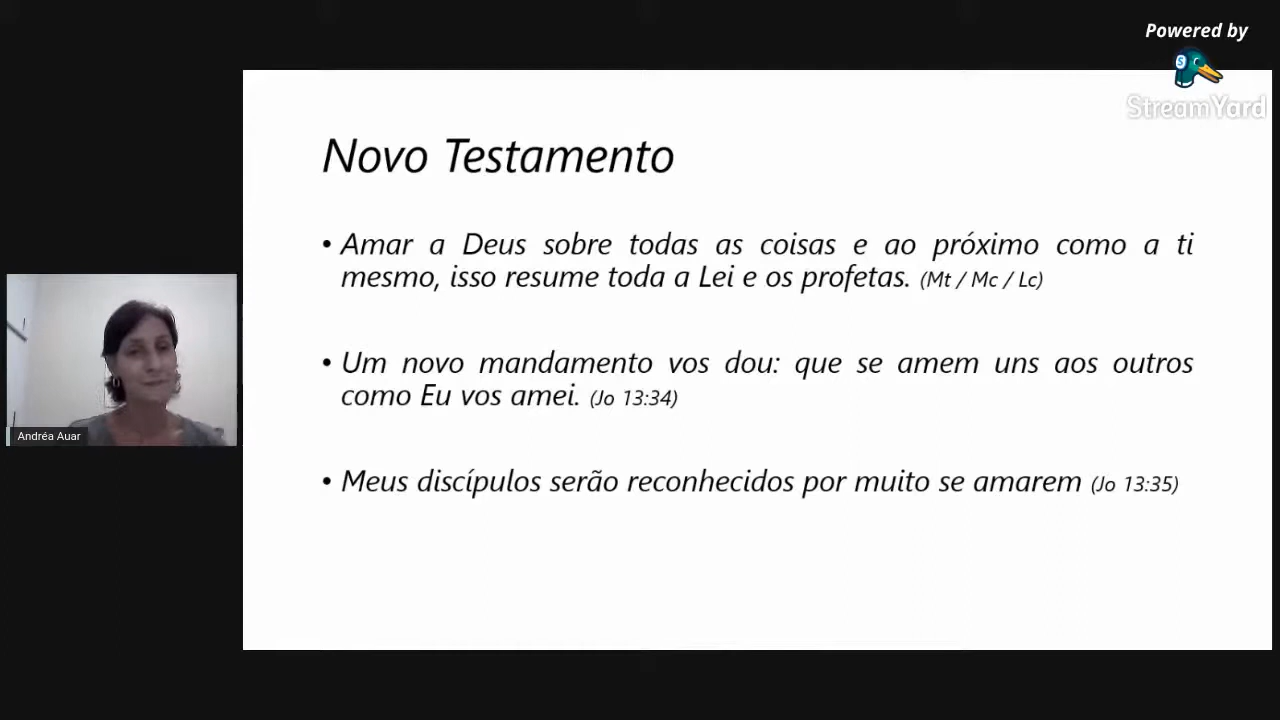 Powered by
StreamYard
Novo Testamento
• Amar a Deus sobre todas as coisas e ao próximo como a ti
mesmo, isso resume toda a Lei e os profetas. (Mt / Mc / Lc)
• Um novo mandamento vos dou: que se amem uns aos outros
como Eu vos amei. (Jo 13:34)
• Meus discípulos serão reconhecidos por muito se amarem (Jo 13:35)
Andréa Auar